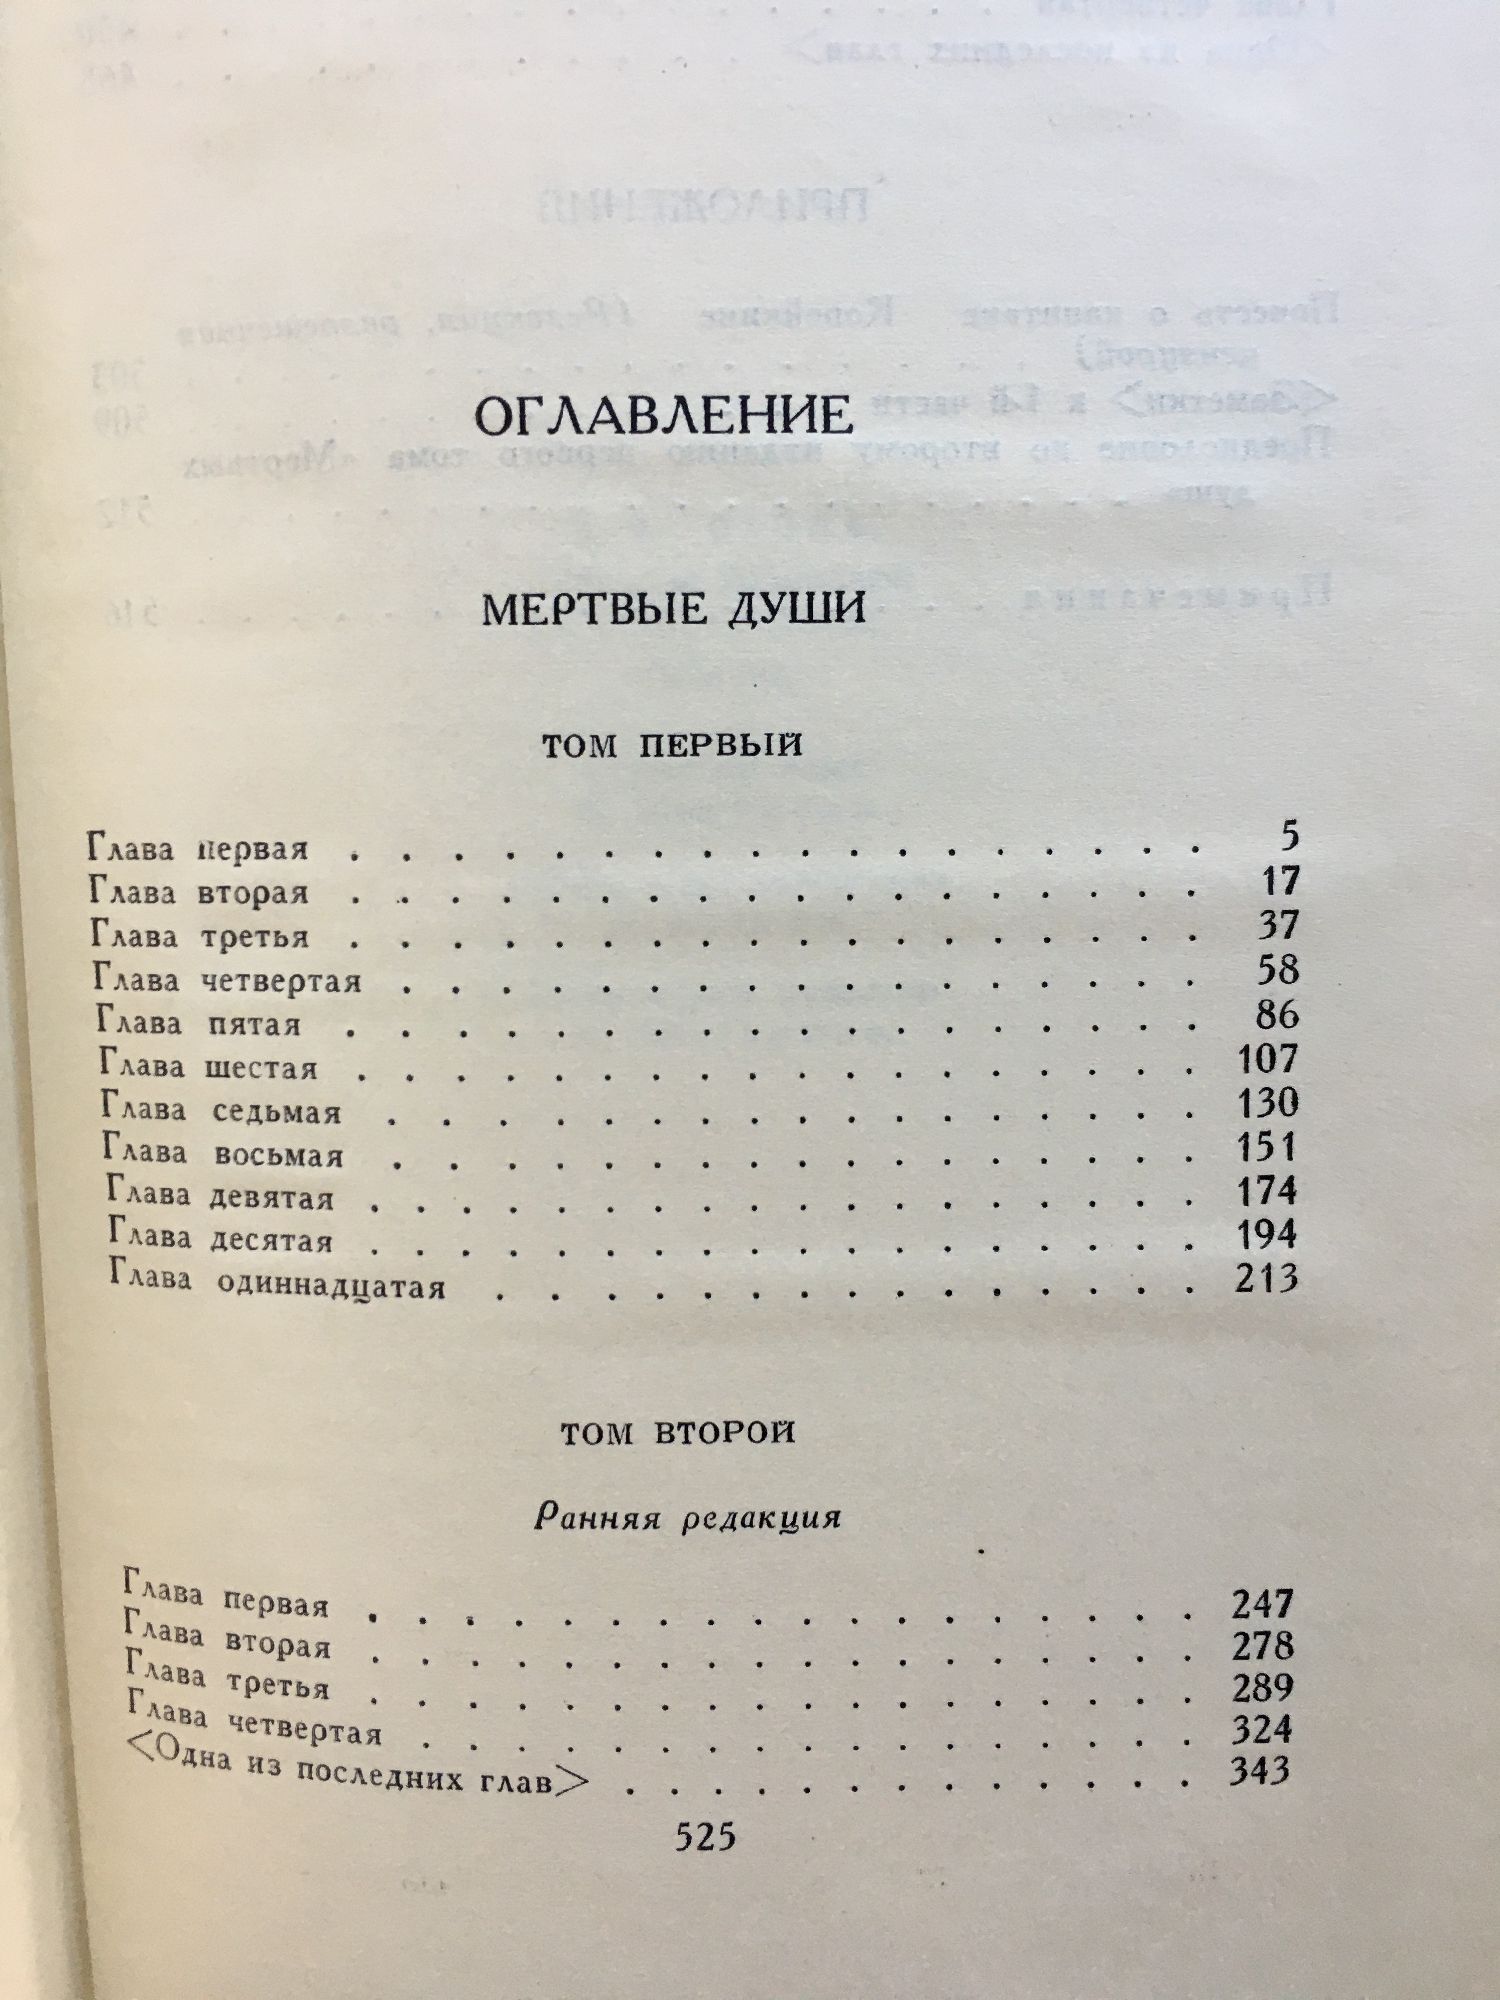 ОГЛАВЛЕНИЕ
МЕРТВЫЕ ДУШИ
ТОМ ПЕРВЫЙ
Глава первая . . . . . . . . . . . . . . . . . . 5
Глава вторая . . . . . . . . . . . . . . . . . . 17
Глава третья . . . . . . . . . . . . . . . . . . 37
Глава четвертая . . . . . . . . . . . . . . . . . 58
Глава пятая . . . . . . . . . . . . . . . . . . 86
Глава шестая . . . . . . . . . . . . . . . . . . 107
Глава седьмая . . . . . . . . . . . . . . . . . 130
Глава восьмая . . . . . . . . . . . . . . . . . 151
Глава девятая . . . . . . . . . . . . . . . . . . 174
Глава десятая . . . . . . . . . . . . . . . . . . 194
Глава одиннадцатая . . . . . . . . . . . . . . . 213
ТОМ ВТОРОЙ
Ранняя редакция
Глава первая . . . . . . . . . . . . . . . . . . 247
Глава вторая . . . . . . . . . . . . . . . . . . 278
Глава третья . . . . . . . . . . . . . . . . . . 289
Глава четвертая . . . . . . . . . . . . . . . . . 324
<Одна из последних глав> . . . . . . . . . . . . . 343
525